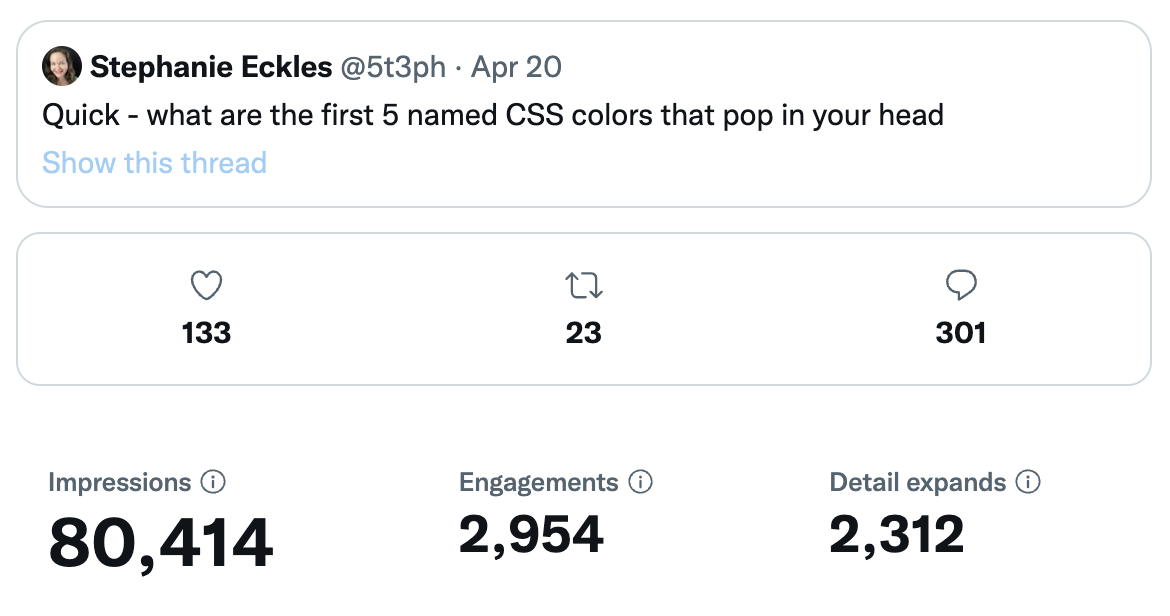 Stephanie Eckles @5t3ph · Apr 20
Quick - what are the first 5 named CSS colors that pop in your head
Show this thread
133 23 301
Impressions Engagements Detail expands
80,414 2,954 2,312